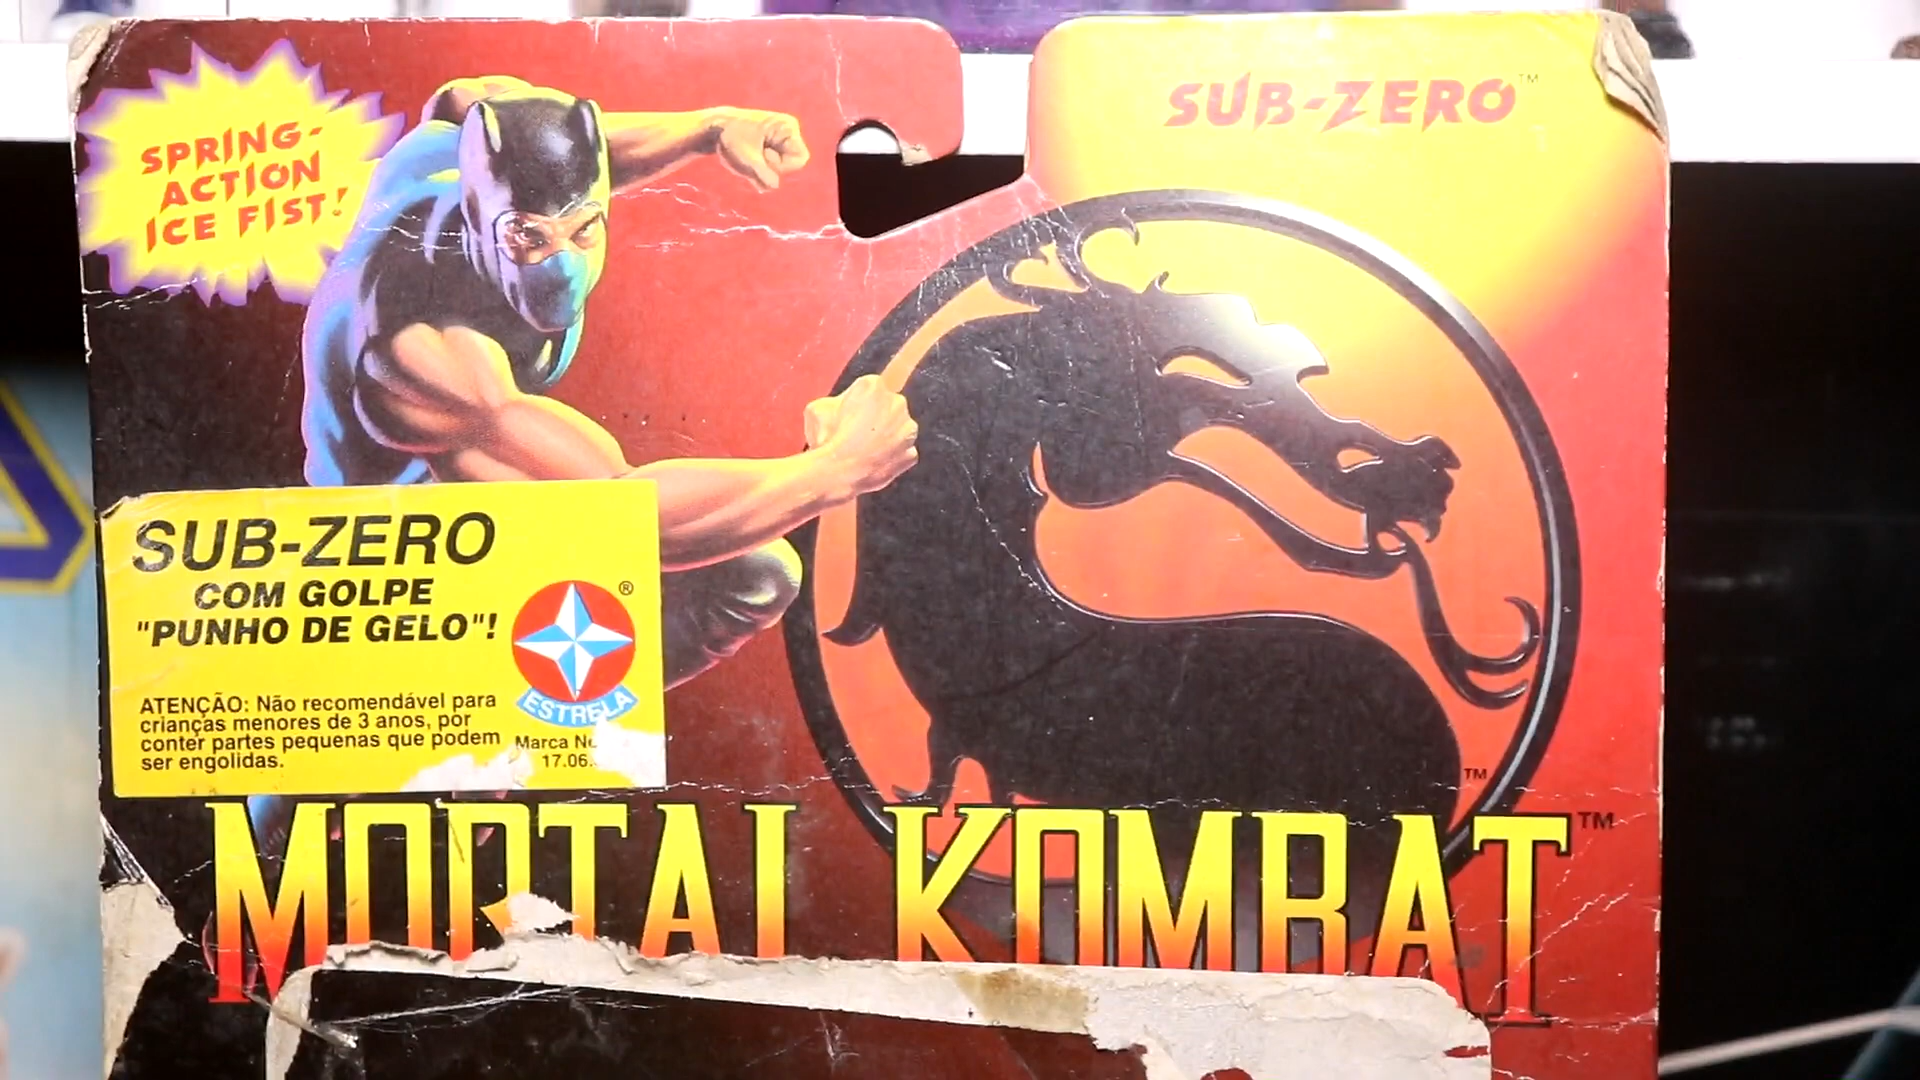 SPRING-
ACTION
ICE FIST!
SUB-ZERO™
SUB-ZERO
COM GOLPE
"PUNHO DE GELO"!
®
ESTRELA
ATENÇÃO: Não recomendável para
crianças menores de 3 anos, por
conter partes pequenas que podem
ser engolidas.
Marca
17.06.
TM
MORTAL KOMBAT™